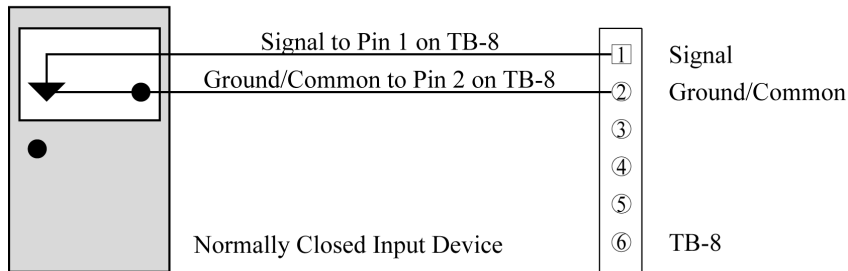 Signal to Pin 1 on TB-8
1 Signal
Ground/Common to Pin 2 on TB-8
2 Ground/Common
3
4
5
Normally Closed Input Device
6 TB-8